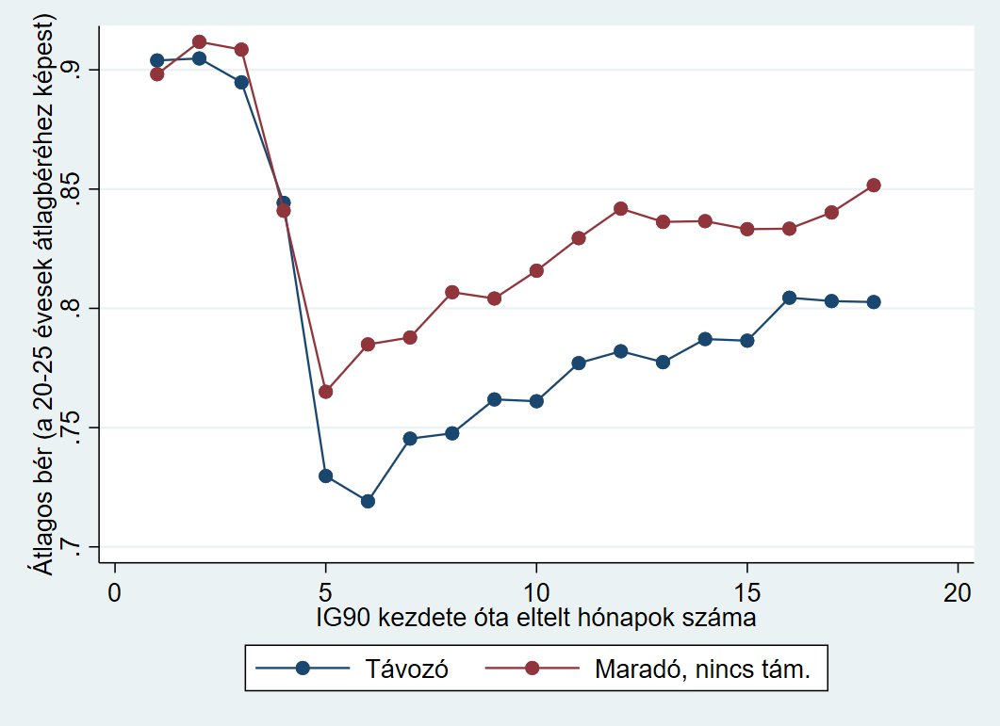 Átlagos bér (a 20-25 évesek átlagbéréhez képest)
.9
.85
.8
.75
.7
0 5 10 15 20
IG90 kezdete óta eltelt hónapok száma
Távozó Maradó, nincs tám.